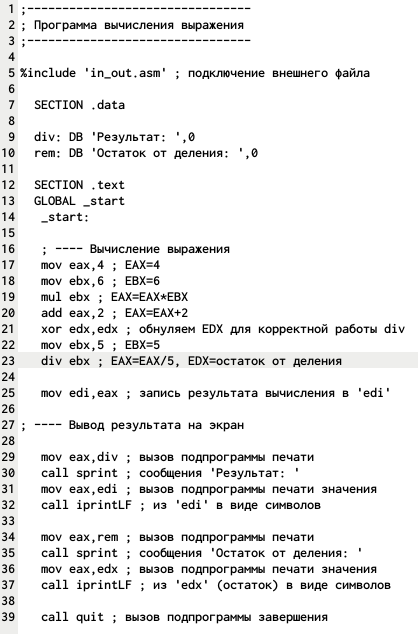 1 ;--------------------------------
2 ; Программа вычисления выражения
3 ;--------------------------------
4
5 %include 'in_out.asm' ; подключение внешнего файла
6
7 SECTION .data
8
9 div: DB 'Результат: ',0
10 rem: DB 'Остаток от деления: ',0
11
12 SECTION .text
13 GLOBAL _start
14 _start:
15
16 ; ---- Вычисление выражения
17 mov eax,4 ; EAX=4
18 mov ebx,6 ; EBX=6
19 mul ebx ; EAX=EAX*EBX
20 add eax,2 ; EAX=EAX+2
21 xor edx,edx ; обнуляем EDX для корректной работы div
22 mov ebx,5 ; EBX=5
23 div ebx ; EAX=EAX/5, EDX=остаток от деления
24
25 mov edi,eax ; запись результата вычисления в 'edi'
26
27 ; ---- Вывод результата на экран
28
29 mov eax,div ; вызов подпрограммы печати
30 call sprint ; сообщения 'Результат: '
31 mov eax,edi ; вызов подпрограммы печати значения
32 call iprintLF ; из 'edi' в виде символов
33
34 mov eax,rem ; вызов подпрограммы печати
35 call sprint ; сообщения 'Остаток от деления: '
36 mov eax,edx ; вызов подпрограммы печати значения
37 call iprintLF ; из 'edx' (остаток) в виде символов
38
39 call quit ; вызов подпрограммы завершения